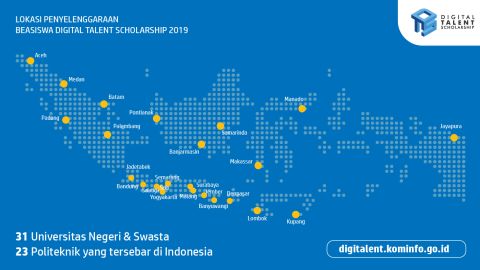 LOKASI PENYELENGGARAAN
BEASISWA DIGITAL TALENT SCHOLARSHIP 2019
DIGITAL
TALENT
SCHOLARSHIP
Aceh
Medan
Batam
Padang
Palembang
Pontianak
Samarinda
Banjarmasin
Manado
Makassar
Jayapura
Jadetabek
Bandung
Semarang
Yogyakarta
Surabaya
Malang
Jember
Banyuwangi
Denpasar
Lombok
Kupang
31 Universitas Negeri & Swasta
23 Politeknik yang tersebar di Indonesia
digitalent.kominfo.go.id